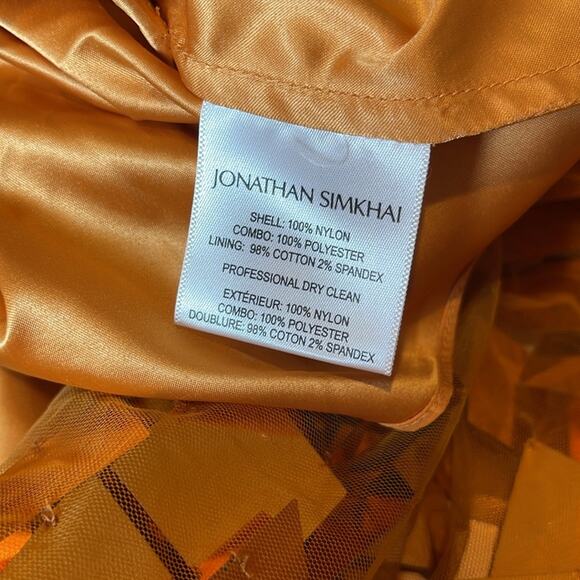 JONATHAN SIMKHAI
SHELL: 100% NYLON
COMBO: 100% POLYESTER
LINING: 98% COTTON 2% SPANDEX
PROFESSIONAL DRY CLEAN
EXTÉRIEUR: 100% NYLON
COMBO: 100% POLYESTER
DOUBLURE: 98% COTON 2% SPANDEX